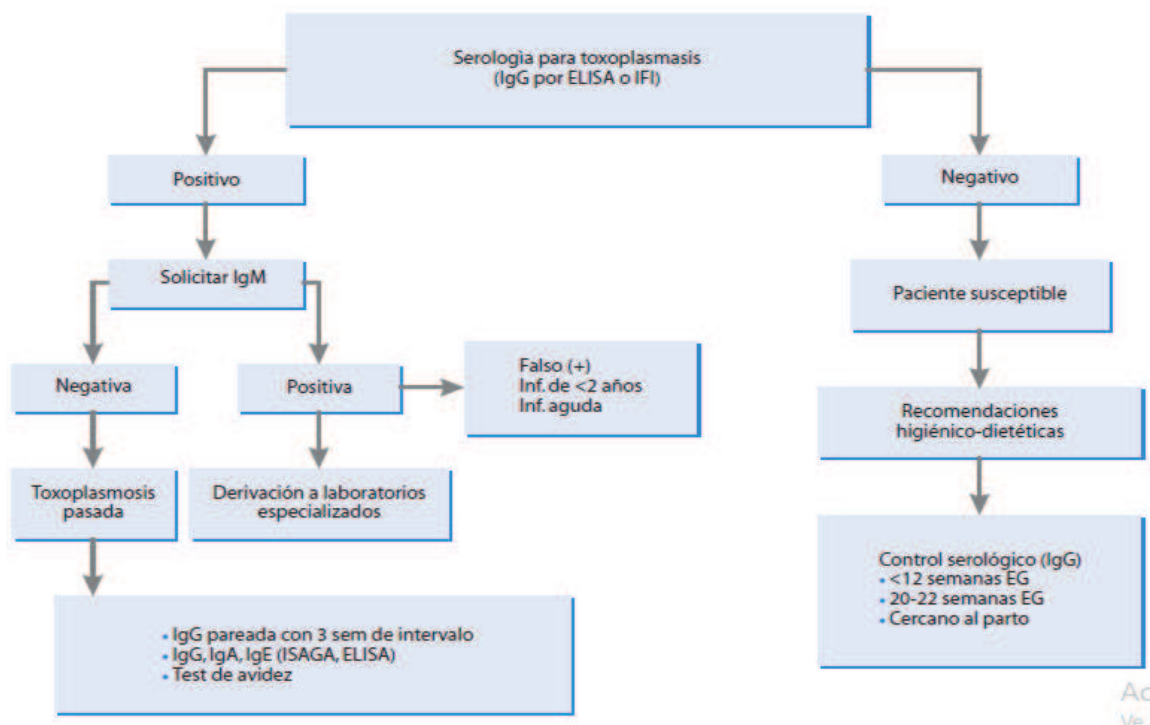 Serología para toxoplasmasis
(IgG por ELISA o IFI)
Positivo
Negativo
Solicitar IgM
Paciente susceptible
Negativa
Positiva
Falso (+)
Inf. de <2 años
Inf. aguda
Recomendaciones
higiénico-dietéticas
Toxoplasmosis
pasada
Derivación a laboratorios
especializados
Control serológico (IgG)
• <12 semanas EG
• 20-22 semanas EG
• Cercano al parto
• IgG pareada con 3 sem de intervalo
• IgG, IgA, IgE (ISAGA, ELISA)
• Test de avidez
Ac
Ve